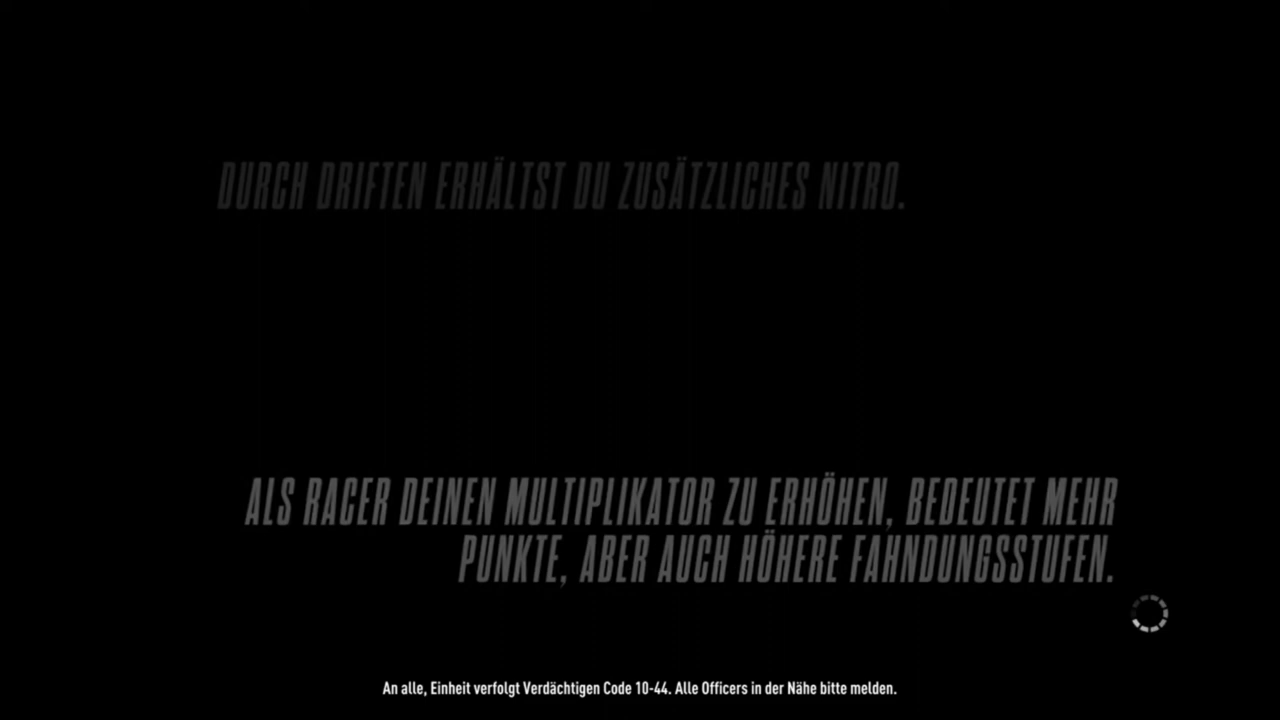 DURCH DRIFTEN ERHÄLTST DU ZUSÄTZLICHES NITRO.
ALS RACER DEINEN MULTIPLIKATOR ZU ERHÖHEN, BEDEUTET MEHR
PUNKTE, ABER AUCH HÖHERE FAHNDUNGSSTUFEN.
An alle, Einheit verfolgt Verdächtigen Code 10-44. Alle Officers in der Nähe bitte melden.